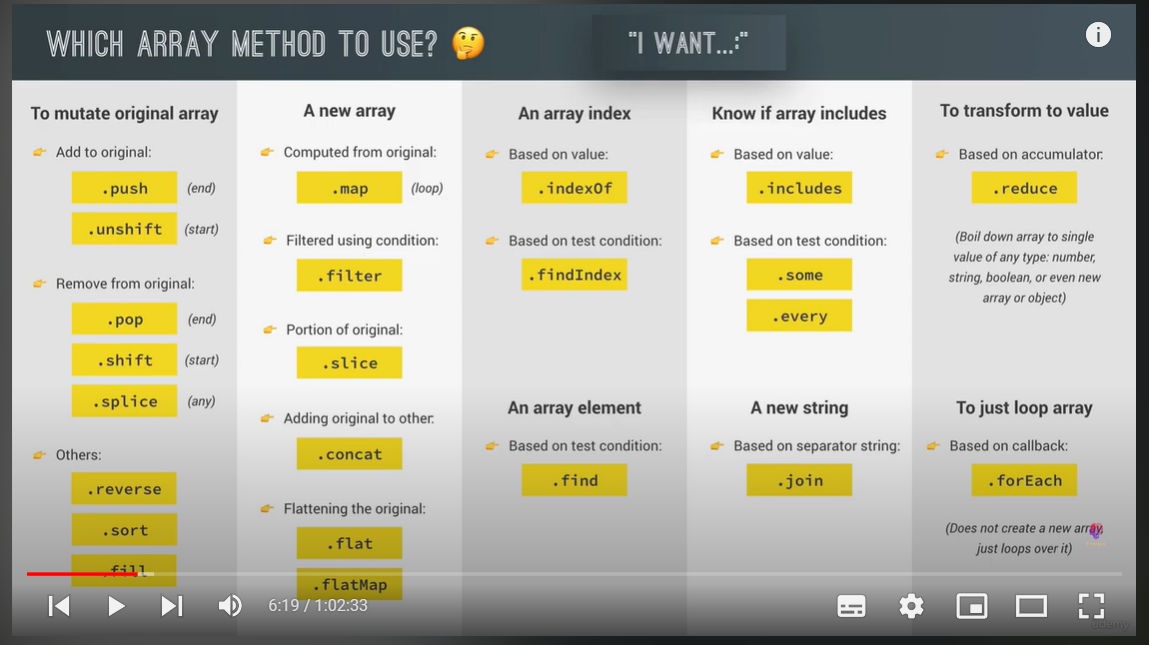 WHICH ARRAY METHOD TO USE? 🤔
"I WANT...:"
To mutate original array
👉 Add to original:
.push (end)
.unshift (start)
👉 Remove from original:
.pop (end)
.shift (start)
.splice (any)
👉 Others:
.reverse
.sort
.fill
A new array
👉 Computed from original:
.map (loop)
👉 Filtered using condition:
.filter
👉 Portion of original:
.slice
👉 Adding original to other:
.concat
👉 Flattening the original:
.flat
.flatMap
An array index
👉 Based on value:
.indexOf
👉 Based on test condition:
.findIndex
An array element
👉 Based on test condition:
.find
Know if array includes
👉 Based on value:
.includes
👉 Based on test condition:
.some
.every
A new string
👉 Based on separator string:
.join
To transform to value
👉 Based on accumulator:
.reduce
(Boil down array to single
value of any type: number,
string, boolean, or even new
array or object)
To just loop array
👉 Based on callback:
.forEach
(Does not create a new array,
just loops over it)
6:19 / 1:02:33
udemy